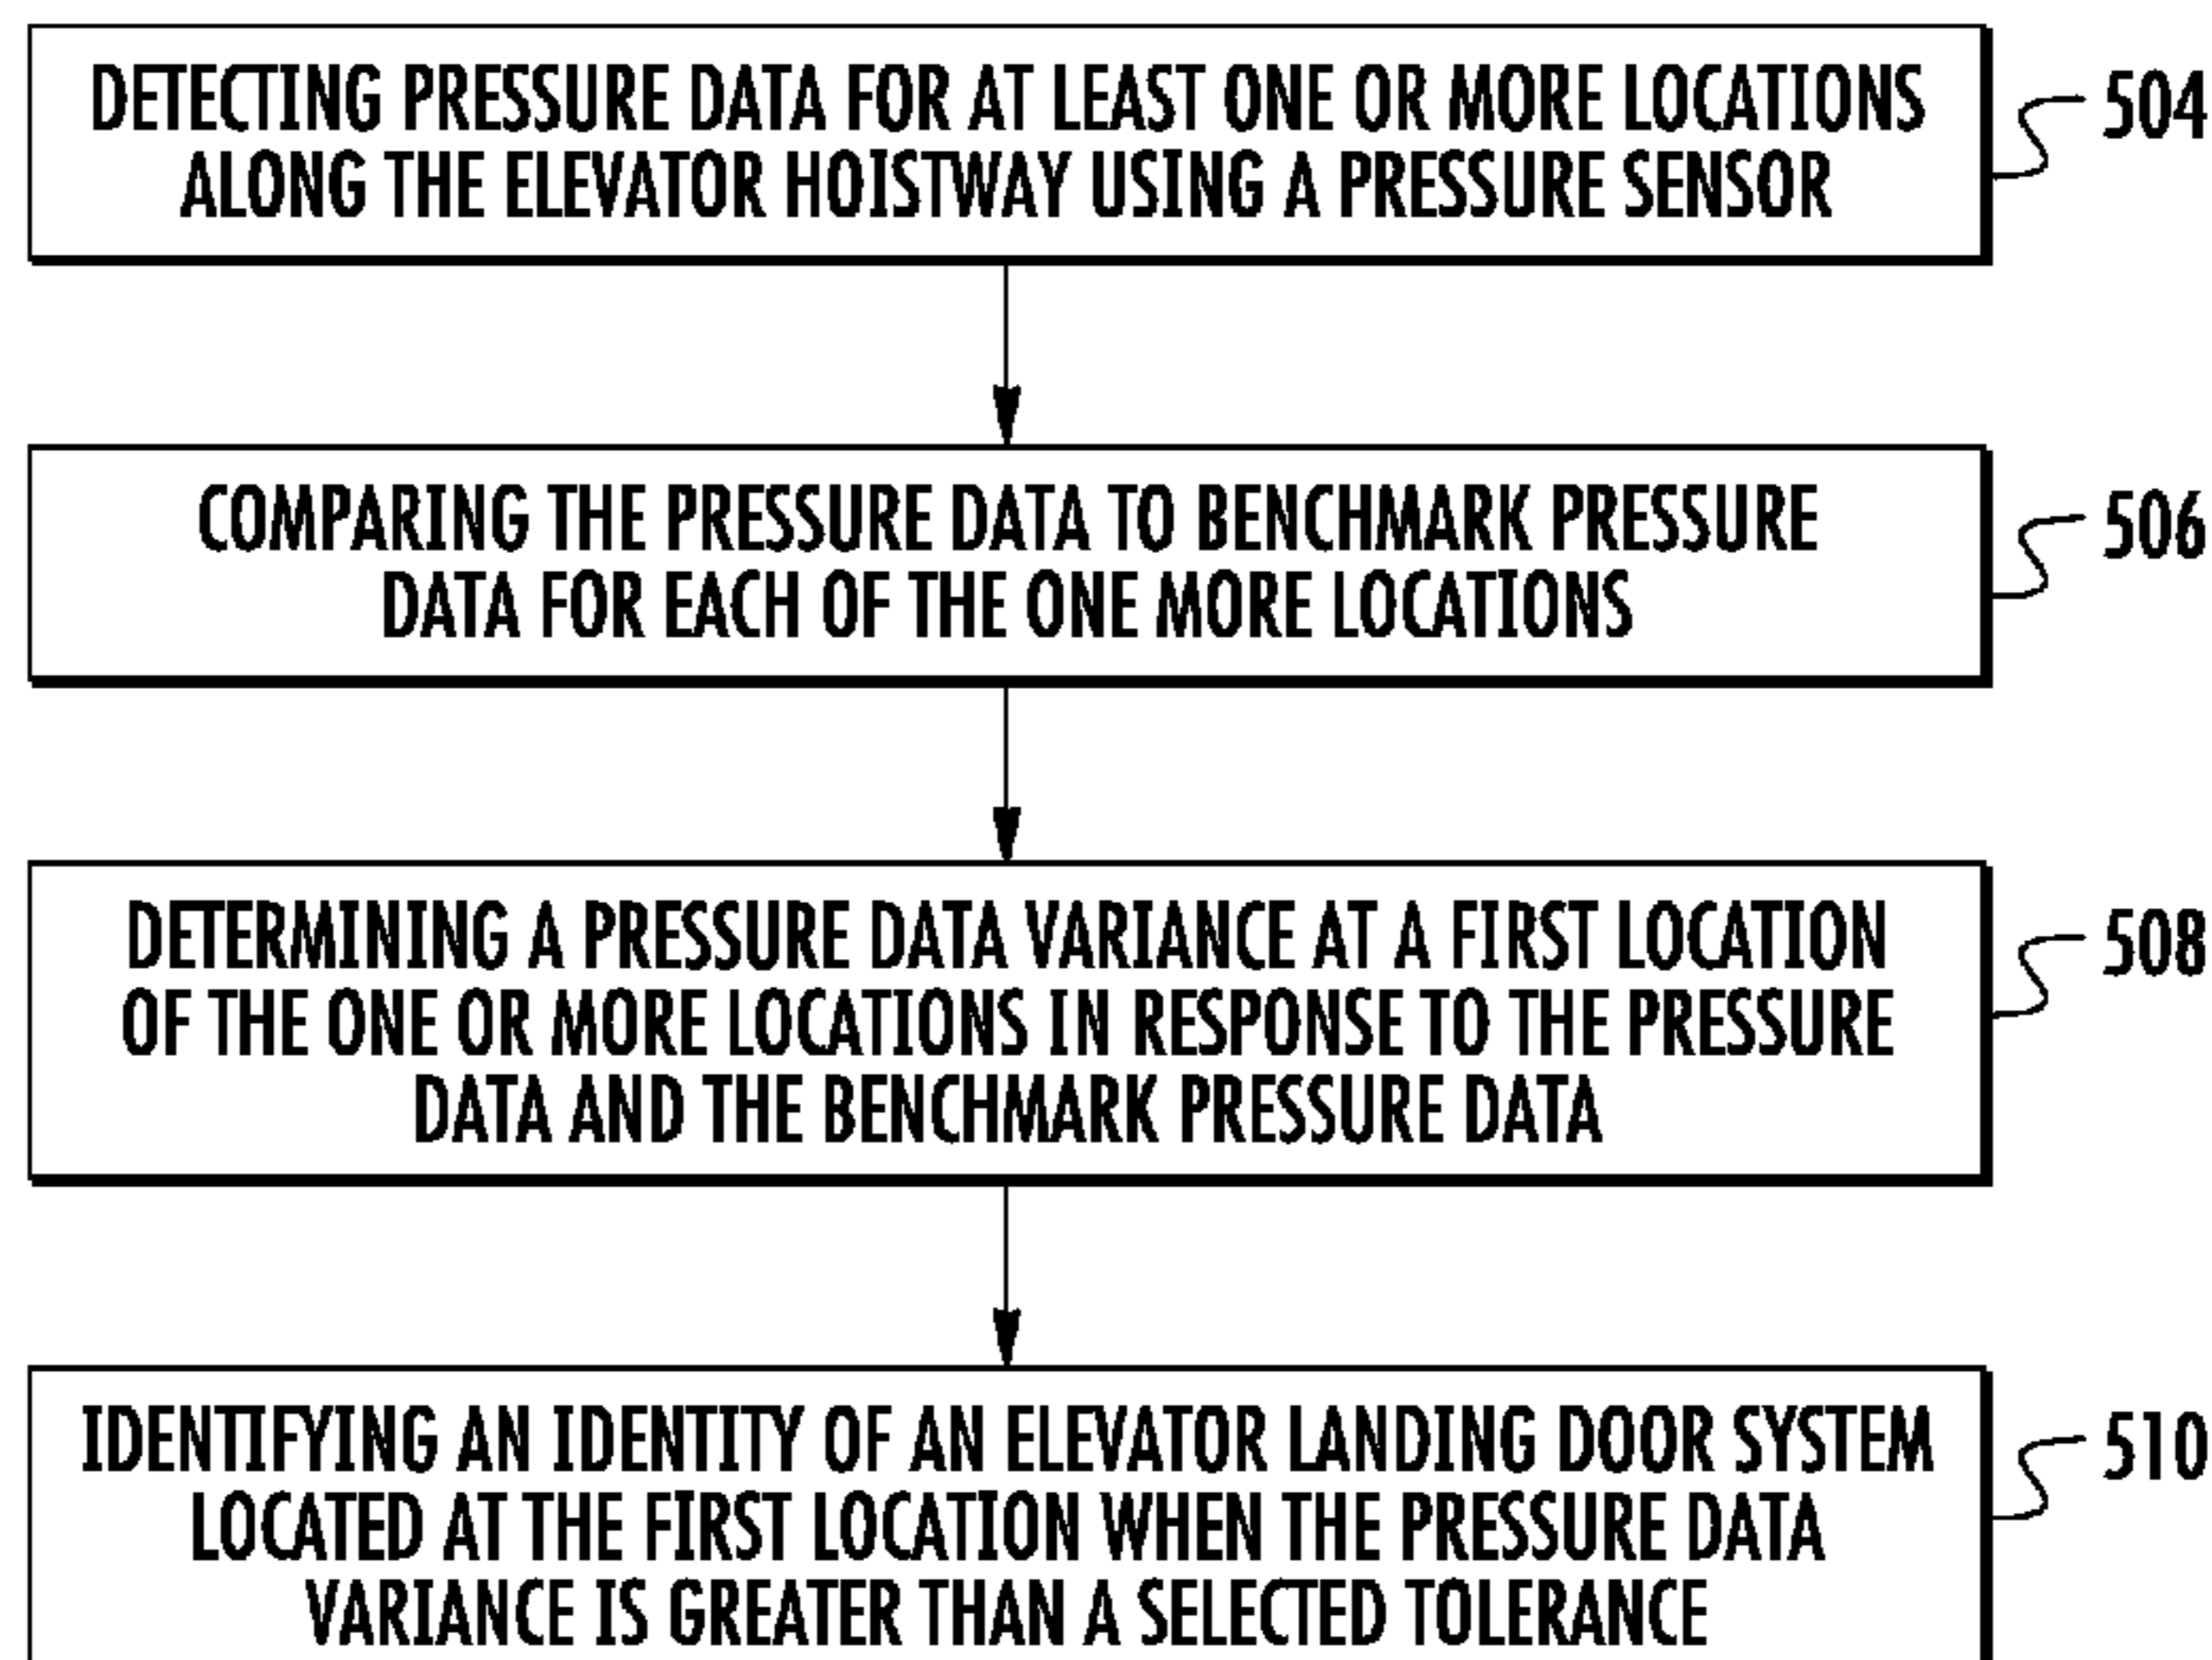 DETECTING PRESSURE DATA FOR AT LEAST ONE OR MORE LOCATIONS
ALONG THE ELEVATOR HOISTWAY USING A PRESSURE SENSOR
504
COMPARING THE PRESSURE DATA TO BENCHMARK PRESSURE
DATA FOR EACH OF THE ONE MORE LOCATIONS
506
DETERMINING A PRESSURE DATA VARIANCE AT A FIRST LOCATION
OF THE ONE OR MORE LOCATIONS IN RESPONSE TO THE PRESSURE
DATA AND THE BENCHMARK PRESSURE DATA
508
IDENTIFYING AN IDENTITY OF AN ELEVATOR LANDING DOOR SYSTEM
LOCATED AT THE FIRST LOCATION WHEN THE PRESSURE DATA
VARIANCE IS GREATER THAN A SELECTED TOLERANCE
510